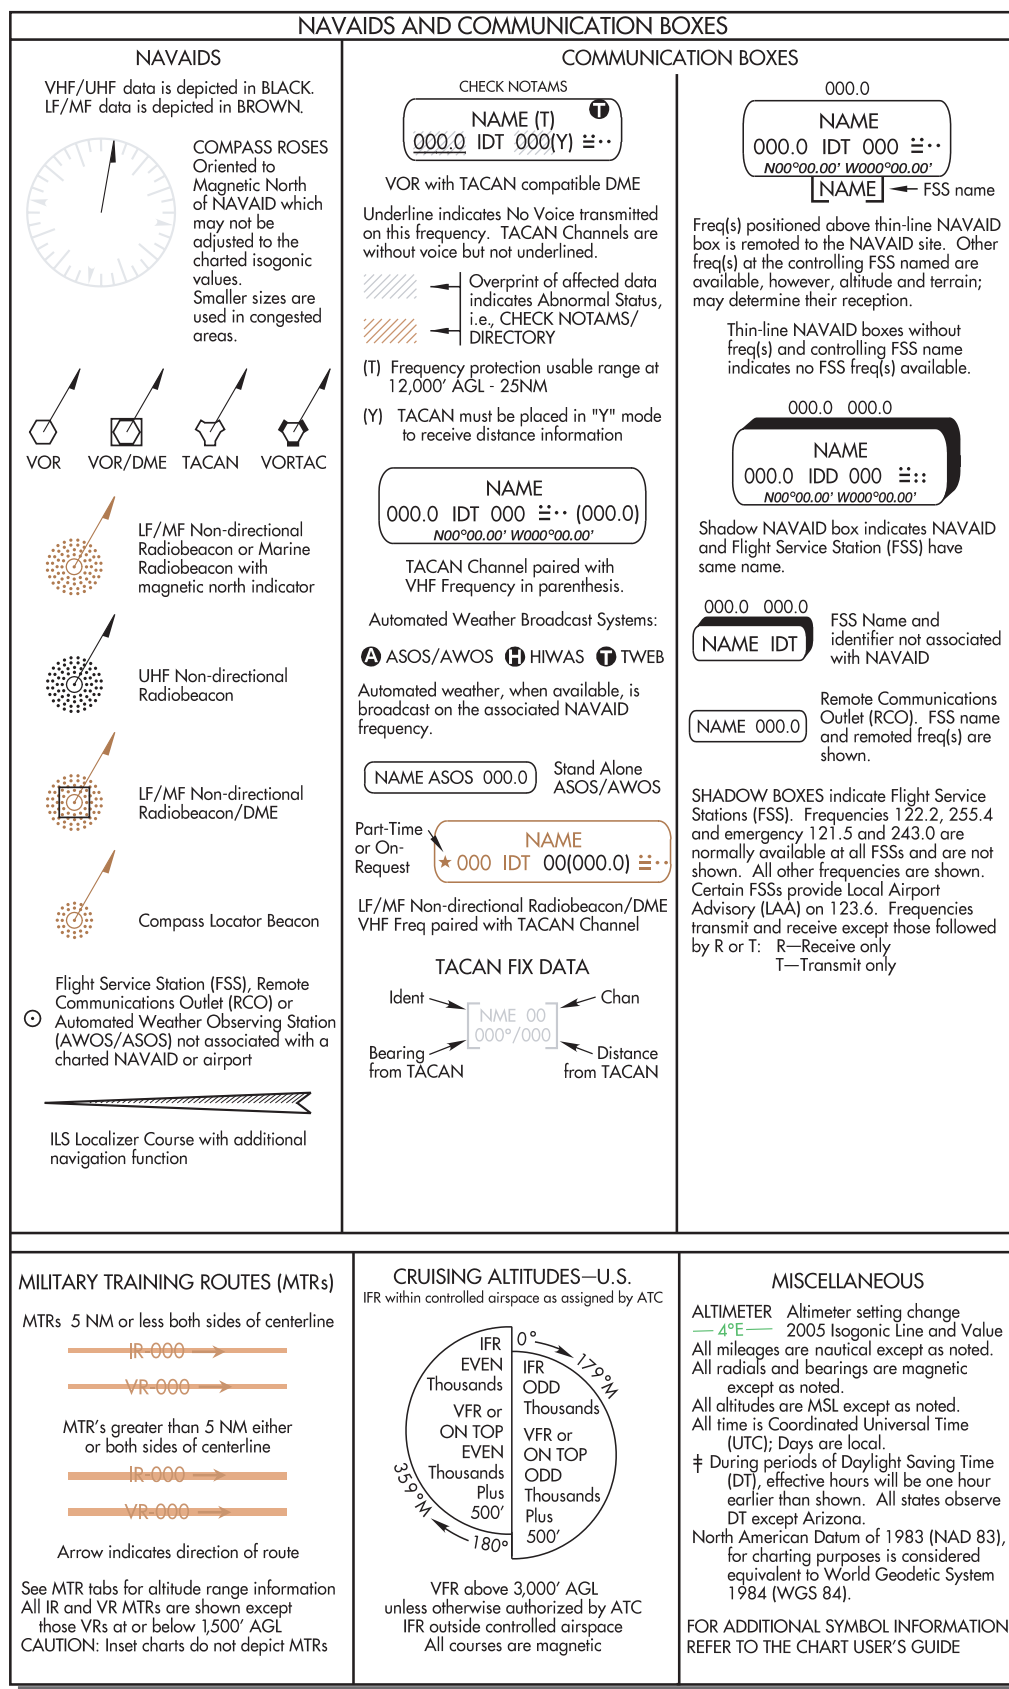 NAVAIDS AND COMMUNICATION BOXES
NAVAIDS
VHF/UHF data is depicted in BLACK.
LF/MF data is depicted in BROWN.
COMPASS ROSES
Oriented to
Magnetic North
of NAVAID which
may not be
adjusted to the
charted isogonic
values.
Smaller sizes are
used in congested
areas.
VOR VOR/DME TACAN VORTAC
LF/MF Non-directional
Radiobeacon or Marine
Radiobeacon with
magnetic north indicator
UHF Non-directional
Radiobeacon
LF/MF Non-directional
Radiobeacon/DME
Compass Locator Beacon
Flight Service Station (FSS), Remote
Communications Outlet (RCO) or
Automated Weather Observing Station
(AWOS/ASOS) not associated with a
charted NAVAID or airport
ILS Localizer Course with additional
navigation function
COMMUNICATION BOXES
CHECK NOTAMS
T
NAME (T)
000.0 IDT 000(Y)
VOR with TACAN compatible DME
Underline indicates No Voice transmitted
on this frequency. TACAN Channels are
without voice but not underlined.
Overprint of affected data
indicates Abnormal Status,
i.e., CHECK NOTAMS/
DIRECTORY
(T) Frequency protection usable range at
12,000' AGL - 25NM
(Y) TACAN must be placed in "Y" mode
to receive distance information
NAME
000.0 IDT 000 (000.0)
N00°00.00' W000°00.00'
TACAN Channel paired with
VHF Frequency in parenthesis.
Automated Weather Broadcast Systems:
A ASOS/AWOS H HIWAS T TWEB
Automated weather, when available, is
broadcast on the associated NAVAID
frequency.
NAME ASOS 000.0
Stand Alone
ASOS/AWOS
Part-Time
or On-
Request
NAME
★ 000 IDT 00(000.0)
LF/MF Non-directional Radiobeacon/DME
VHF Freq paired with TACAN Channel
TACAN FIX DATA
Ident
Chan
NME 00
000°/000
Bearing
from TACAN
Distance
from TACAN
000.0
NAME
000.0 IDT 000
N00°00.00' W000°00.00'
NAME
FSS name
Freq(s) positioned above thin-line NAVAID
box is remoted to the NAVAID site. Other
freq(s) at the controlling FSS named are
available, however, altitude and terrain;
may determine their reception.
Thin-line NAVAID boxes without
freq(s) and controlling FSS name
indicates no FSS freq(s) available.
000.0 000.0
NAME
000.0 IDD 000
N00°00.00' W000°00.00'
Shadow NAVAID box indicates NAVAID
and Flight Service Station (FSS) have
same name.
000.0 000.0
NAME IDT
FSS Name and
identifier not associated
with NAVAID
NAME 000.0
Remote Communications
Outlet (RCO). FSS name
and remoted freq(s) are
shown.
SHADOW BOXES indicate Flight Service
Stations (FSS). Frequencies 122.2, 255.4
and emergency 121.5 and 243.0 are
normally available at all FSSs and are not
shown. All other frequencies are shown.
Certain FSSs provide Local Airport
Advisory (LAA) on 123.6. Frequencies
transmit and receive except those followed
by R or T: R—Receive only
T—Transmit only
MILITARY TRAINING ROUTES (MTRs)
MTRs 5 NM or less both sides of centerline
IR-000
VR-000
MTR's greater than 5 NM either
or both sides of centerline
IR-000
VR-000
Arrow indicates direction of route
See MTR tabs for altitude range information
All IR and VR MTRs are shown except
those VRs at or below 1,500' AGL
CAUTION: Inset charts do not depict MTRs
CRUISING ALTITUDES—U.S.
IFR within controlled airspace as assigned by ATC
IFR
EVEN
Thousands
VFR or
ON TOP
EVEN
Thousands
Plus
500'
359°M
180°
0°
179°M
IFR
ODD
Thousands
VFR or
ON TOP
ODD
Thousands
Plus
500'
VFR above 3,000' AGL
unless otherwise authorized by ATC
IFR outside controlled airspace
All courses are magnetic
MISCELLANEOUS
ALTIMETER Altimeter setting change
4°E 2005 Isogonic Line and Value
All mileages are nautical except as noted.
All radials and bearings are magnetic
except as noted.
All altitudes are MSL except as noted.
All time is Coordinated Universal Time
(UTC); Days are local.
‡ During periods of Daylight Saving Time
(DT), effective hours will be one hour
earlier than shown. All states observe
DT except Arizona.
North American Datum of 1983 (NAD 83),
for charting purposes is considered
equivalent to World Geodetic System
1984 (WGS 84).
FOR ADDITIONAL SYMBOL INFORMATION
REFER TO THE CHART USER'S GUIDE